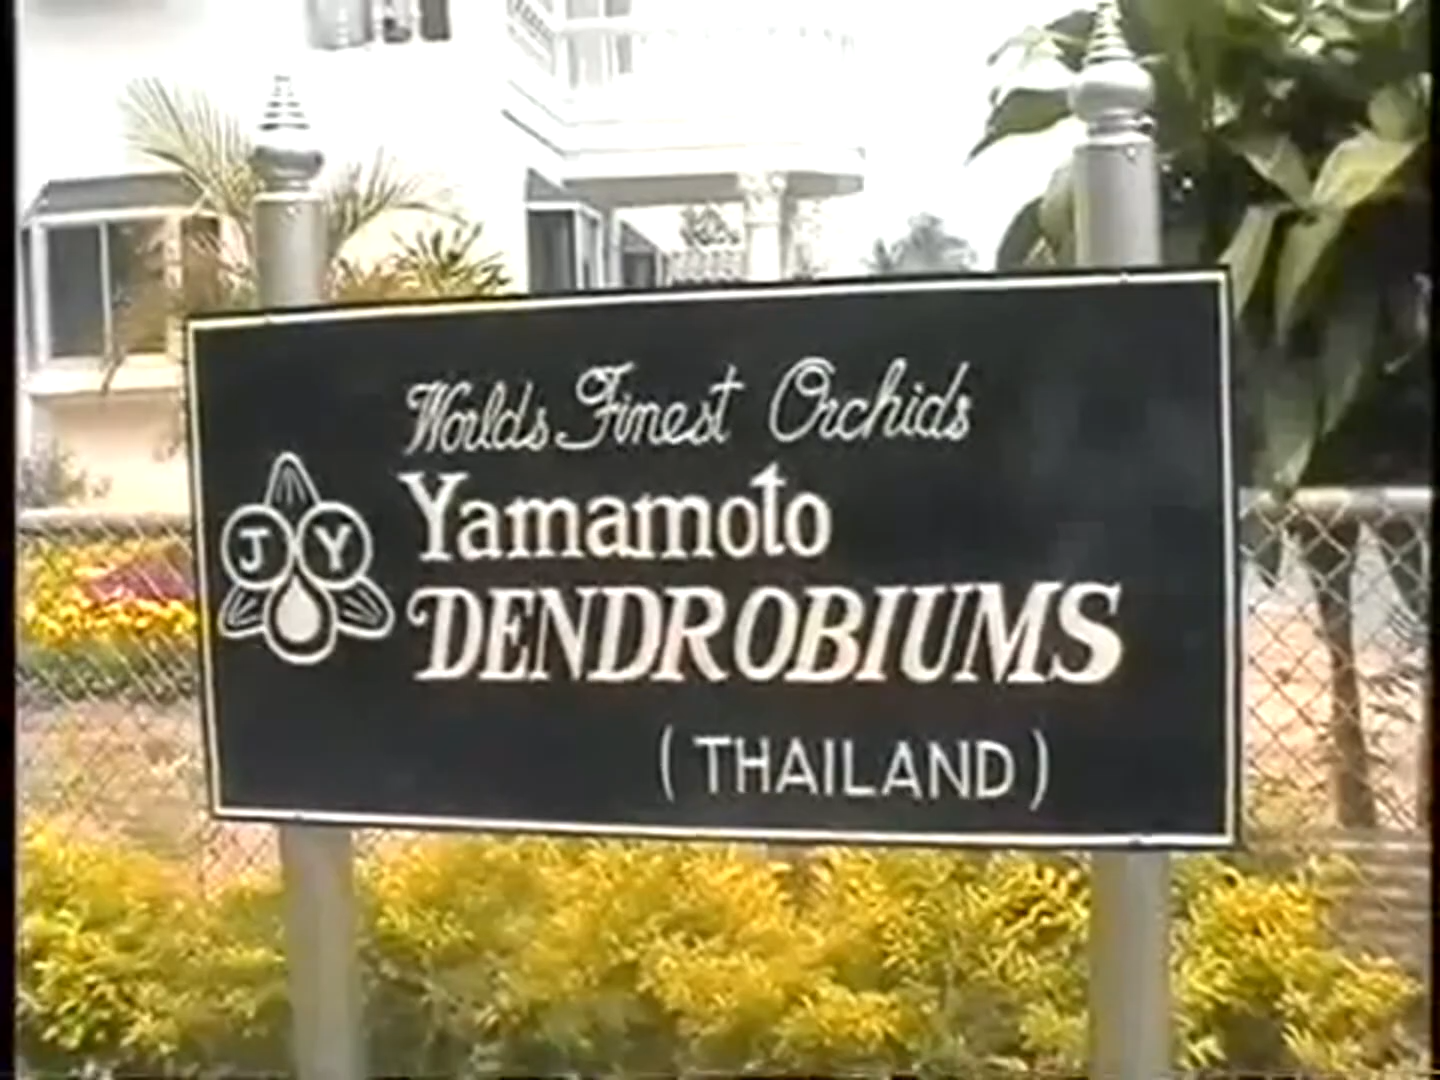 Worlds Finest Orchids
J Y
Yamamoto
DENDROBIUMS
(THAILAND)